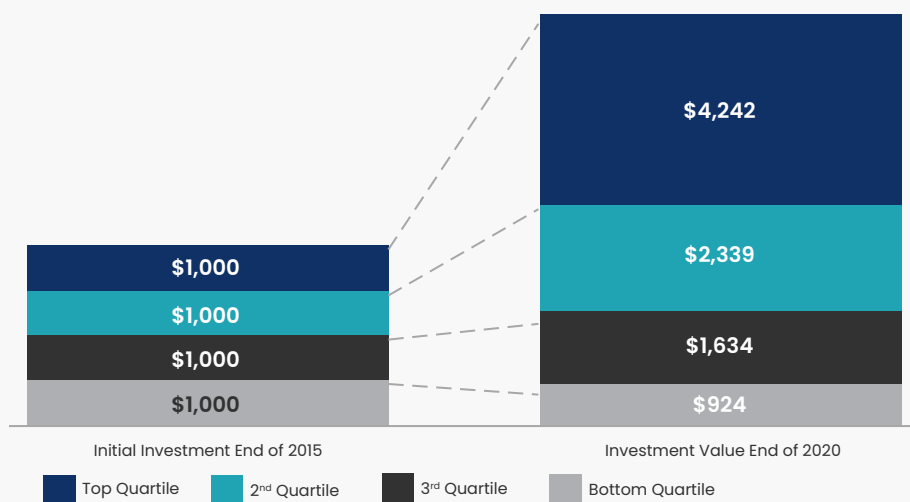 $4,242
$1,000
$2,339
$1,000
$1,634
$1,000
$1,000
$924
Initial Investment End of 2015
Investment Value End of 2020
Top Quartile
2nd Quartile
3rd Quartile
Bottom Quartile